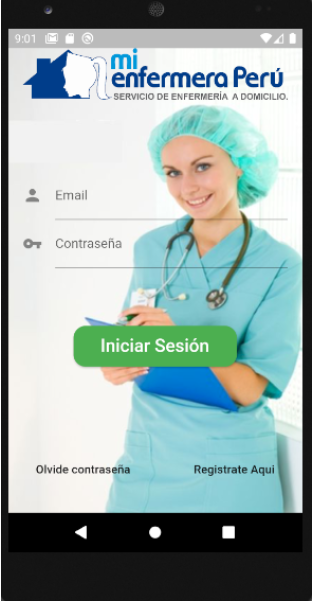 9:01
mi
enfermera Perú
SERVICIO DE ENFERMERÍA A DOMICILIO.
Email
Contraseña
Iniciar Sesión
Olvide contraseña
Registrate Aqui